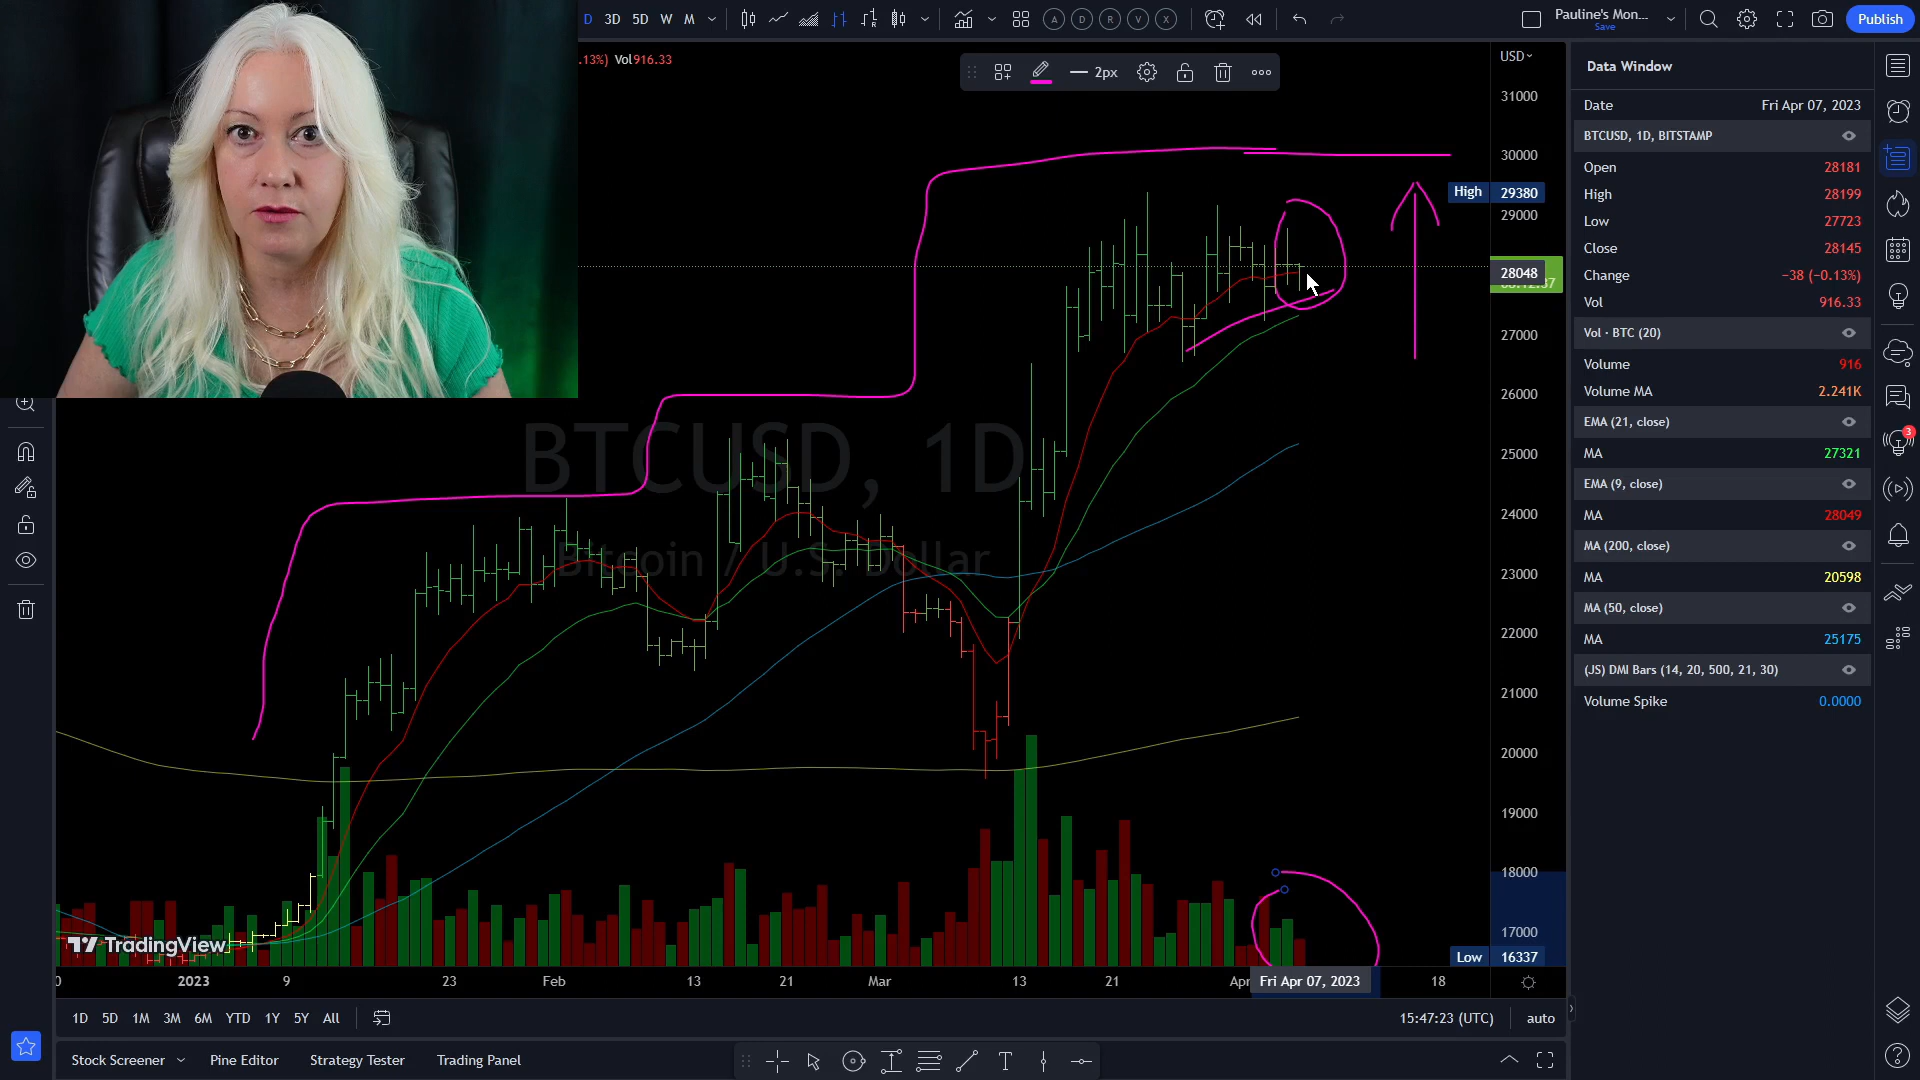 D 3D 5D W M
A D R V X
Pauline's Mon...
Save
Publish
.13%) Vol916.33
2px
USD
31000
30000
High 29380
29000
28048
27000
26000
25000
24000
23000
22000
21000
20000
19000
18000
17000
Low 16337
BTCUSD, 1D
Bitcoin / U.S. Dollar
TradingView
2023 9 23 Feb 13 21 Mar 13 21 Apr Fri Apr 07, 2023 18
1D 5D 1M 3M 6M YTD 1Y 5Y All
15:47:23 (UTC) auto
Stock Screener Pine Editor Strategy Tester Trading Panel
Data Window
Date Fri Apr 07, 2023
BTCUSD, 1D, BITSTAMP
Open 28181
High 28199
Low 27723
Close 28145
Change −38 (−0.13%)
Vol 916.33
Vol · BTC (20)
Volume 916
Volume MA 2.241K
EMA (21, close)
MA 27321
EMA (9, close)
MA 28049
MA (200, close)
MA 20598
MA (50, close)
MA 25175
(JS) DMI Bars (14, 20, 500, 21, 30)
Volume Spike 0.0000
3